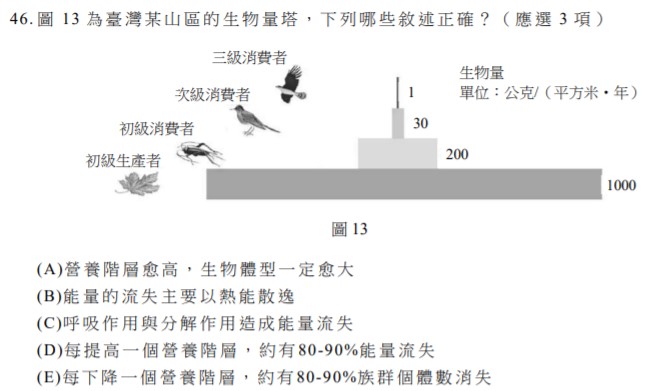 46.圖 13 為臺灣某山區的生物量塔，下列哪些敘述正確？（應選 3 項）
三級消費者
次級消費者
初級消費者
初級生產者
生物量
單位：公克/（平方米・年）
1
30
200
1000
圖 13
(A)營養階層愈高，生物體型一定愈大
(B)能量的流失主要以熱能散逸
(C)呼吸作用與分解作用造成能量流失
(D)每提高一個營養階層，約有80-90%能量流失
(E)每下降一個營養階層，約有80-90%族群個體數消失